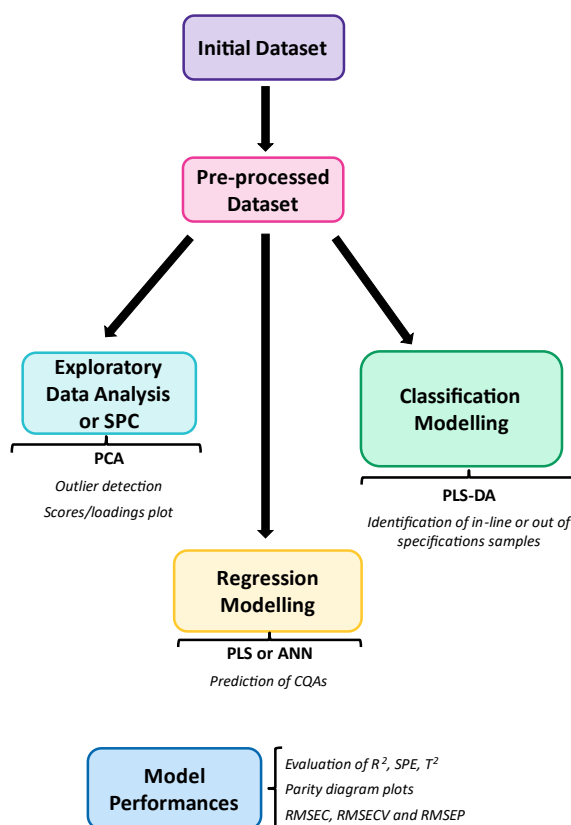 Initial Dataset
Pre-processed
Dataset
Exploratory
Data Analysis
or SPC
PCA
Outlier detection
Scores/loadings plot
Classification
Modelling
PLS-DA
Identification of in-line or out of
specifications samples
Regression
Modelling
PLS or ANN
Prediction of CQAs
Model
Performances
Evaluation of R², SPE, T²
Parity diagram plots
RMSEC, RMSECV and RMSEP